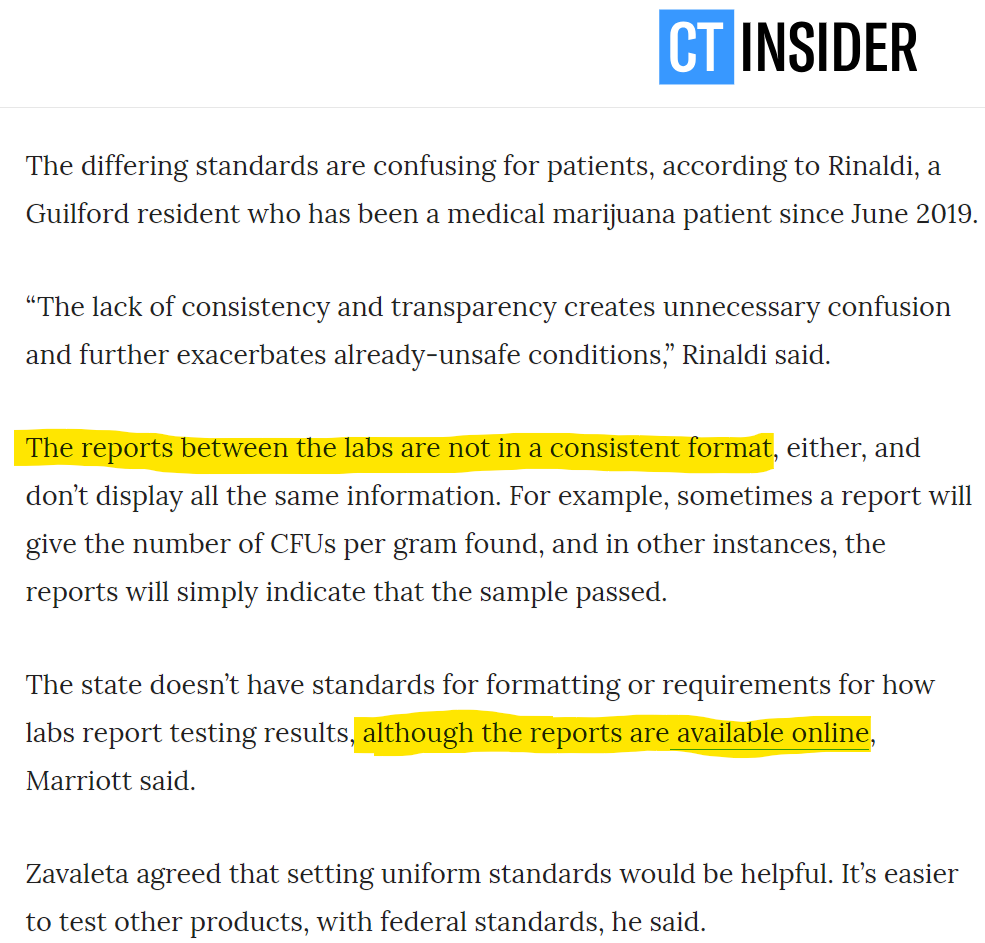 CT INSIDER
The differing standards are confusing for patients, according to Rinaldi, a
Guilford resident who has been a medical marijuana patient since June 2019.
“The lack of consistency and transparency creates unnecessary confusion
and further exacerbates already-unsafe conditions,” Rinaldi said.
The reports between the labs are not in a consistent format, either, and
don’t display all the same information. For example, sometimes a report will
give the number of CFUs per gram found, and in other instances, the
reports will simply indicate that the sample passed.
The state doesn’t have standards for formatting or requirements for how
labs report testing results, although the reports are available online,
Marriott said.
Zavaleta agreed that setting uniform standards would be helpful. It’s easier
to test other products, with federal standards, he said.